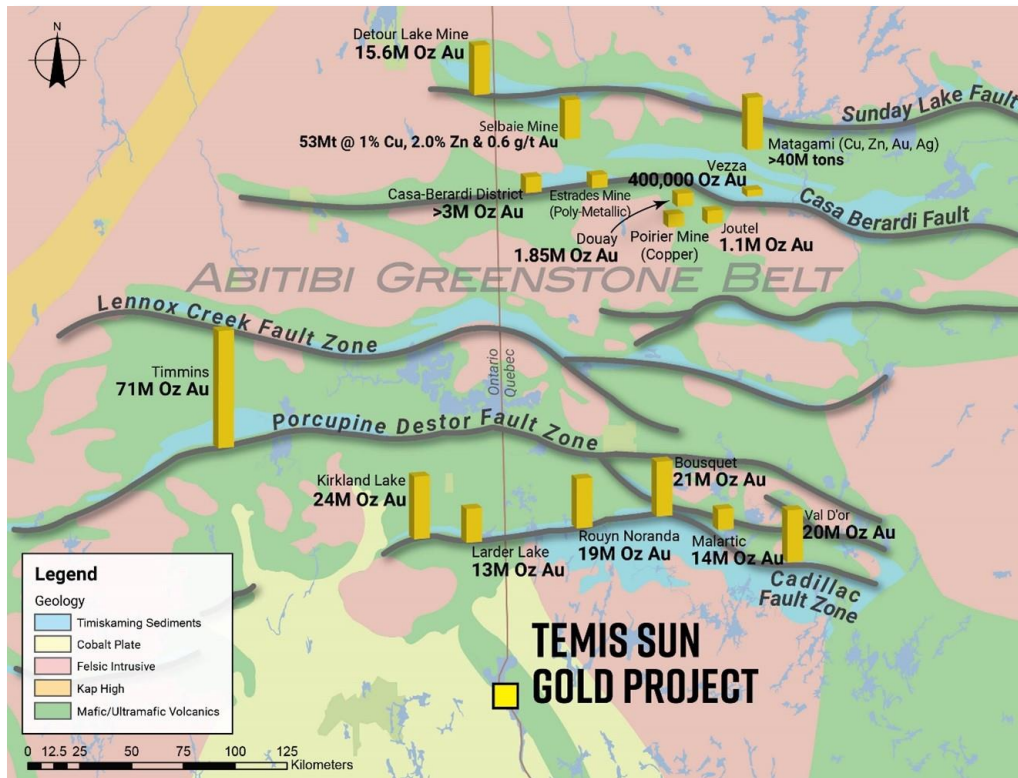 N
Detour Lake Mine
15.6M Oz Au
Sunday Lake Fault
Selbaie Mine
53Mt @ 1% Cu, 2.0% Zn & 0.6 g/t Au
Matagami (Cu, Zn, Au, Ag)
>40M tons
Vezza
400,000 Oz Au
Casa-Berardi District
>3M Oz Au
Estrades Mine
(Poly-Metallic)
Casa Berardi Fault
Douay
1.85M Oz Au
Poirier Mine
(Copper)
Joutel
1.1M Oz Au
ABITIBI GREENSTONE BELT
Lennox Creek Fault Zone
Ontario
Quebec
Timmins
71M Oz Au
Porcupine Destor Fault Zone
Kirkland Lake
24M Oz Au
Bousquet
21M Oz Au
Larder Lake
13M Oz Au
Rouyn Noranda
19M Oz Au
Malartic
14M Oz Au
Val D'or
20M Oz Au
Cadillac
Fault Zone
TEMIS SUN
GOLD PROJECT
Legend
Geology
Timiskaming Sediments
Cobalt Plate
Felsic Intrusive
Kap High
Mafic/Ultramafic Volcanics
0 12.5 25 50 75 100 125
Kilometers